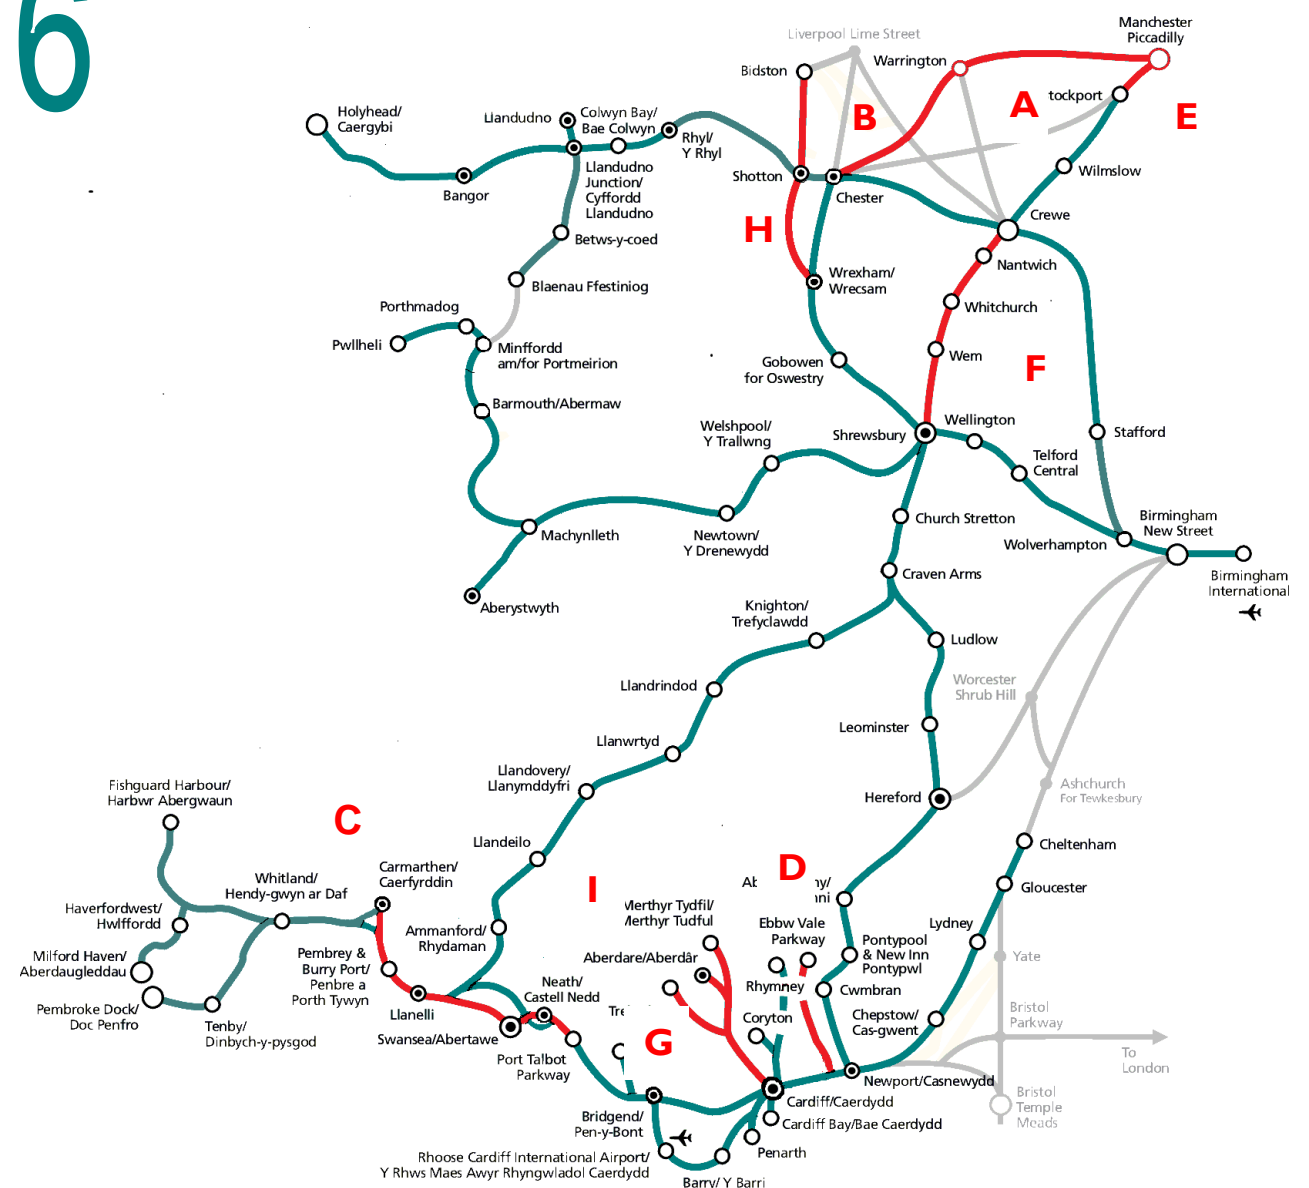 6
Manchester
Piccadilly
Liverpool Lime Street
Warrington
Bidston
A
B
E
tockport
Holyhead/
Caergybi
Llandudno
Colwyn Bay/
Bae Colwyn
Rhyl/
Y Rhyl
Bangor
Llandudno
Junction/
Cyffordd
Llandudno
Shotton
Chester
Wilmslow
Crewe
H
Betws-y-coed
Nantwich
Blaenau Ffestiniog
Wrexham/
Wrecsam
Whitchurch
Porthmadog
Pwllheli
Minffordd
am/for Portmeirion
Gobowen
for Oswestry
Wem
F
Barmouth/Abermaw
Welshpool/
Y Trallwng
Shrewsbury
Wellington
Stafford
Telford
Central
Church Stretton
Birmingham
New Street
Machynlleth
Newtown/
Y Drenewydd
Wolverhampton
Craven Arms
Birmingham
International
Aberystwyth
Knighton/
Trefyclawdd
Ludlow
Llandrindod
Worcester
Shrub Hill
Leominster
Llanwrtyd
Llandovery/
Llanymddyfri
Fishguard Harbour/
Harbwr Abergwaun
Hereford
Ashchurch
For Tewkesbury
C
Llandeilo
Cheltenham
Carmarthen/
Caerfyrddin
Whitland/
Hendy-gwyn ar Daf
I
D
Ab
ny/
nni
Gloucester
Merthyr Tydfil/
Merthyr Tudful
Ebbw Vale
Parkway
Haverfordwest/
Hwlffordd
Ammanford/
Rhydaman
Lydney
Pontypool
& New Inn
Pontypwl
Milford Haven/
Aberdaugleddau
Pembrey &
Burry Port/
Penbre a
Porth Tywyn
Aberdare/Aberdâr
Yate
Neath/
Castell Nedd
Rhymney
Cwmbran
Pembroke Dock/
Doc Penfro
Llanelli
Tre
Coryton
Chepstow/
Cas-gwent
Bristol
Parkway
Tenby/
Dinbych-y-pysgod
Swansea/Abertawe
G
Port Talbot
Parkway
To
London
Newport/Casnewydd
Cardiff/Caerdydd
Bristol
Temple
Meads
Bridgend/
Pen-y-Bont
Cardiff Bay/Bae Caerdydd
Penarth
Rhoose Cardiff International Airport/
Y Rhws Maes Awyr Rhyngwladol Caerdydd
Barry/ Y Barri